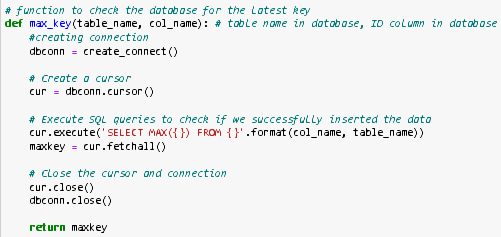 # function to check the database for the latest key
def max_key(table_name, col_name): # table name in database, ID column in database
    #creating connection
    dbconn = create_connect()
    # Create a cursor
    cur = dbconn.cursor()
    # Execute SQL queries to check if we successfully inserted the data
    cur.execute('SELECT MAX({}) FROM {}'.format(col_name, table_name))
    maxkey = cur.fetchall()
    # Close the cursor and connection
    cur.close()
    dbconn.close()
    return maxkey